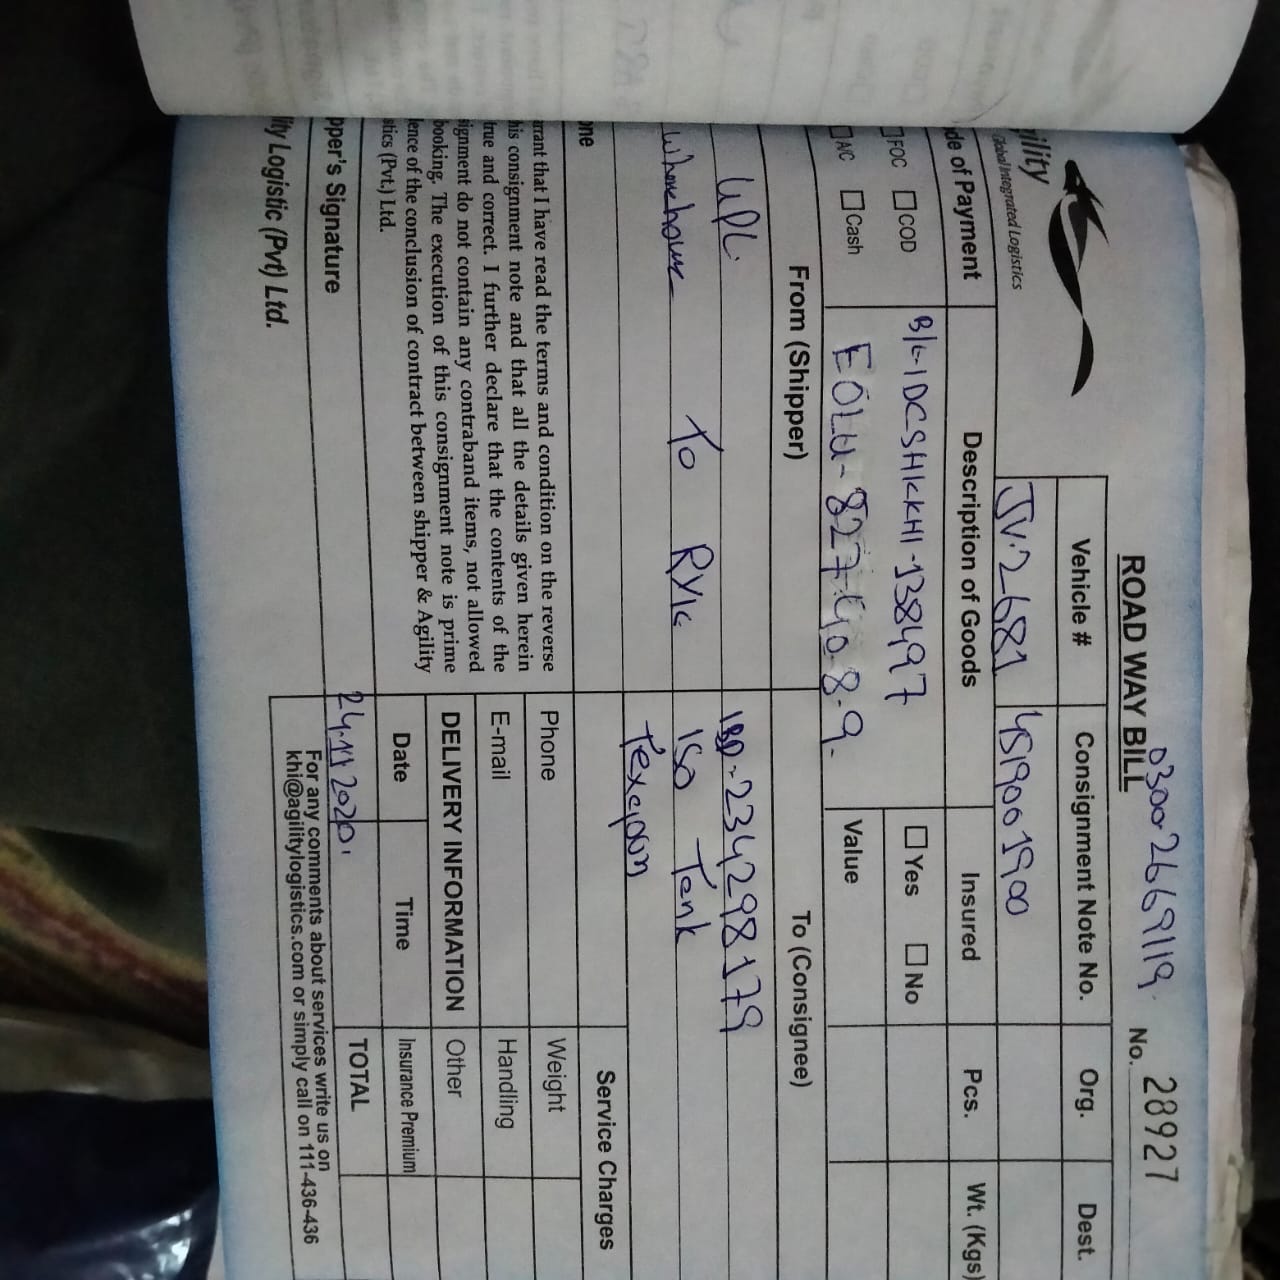 03002669119
ROAD WAY BILL
No. 28927
ility
Global Integrated Logistics
Vehicle # Consignment Note No. Org. Dest.
JV.2681 4519001900
de of Payment Description of Goods Insured Pcs. Wt. (Kgs)
FOC COD B/L-IDCSHKKHI-138497 Yes No
A/C Cash EOLU-827.40.8-9. Value
From (Shipper) To (Consignee)
UPL. IBD-234298179
To RYK ISO Tank
one Service Charges
Phone Weight
E-mail Handling
DELIVERY INFORMATION Other
Date Time Insurance Premium
24.11 2020. TOTAL
arrant that I have read the terms and condition on the reverse
his consignment note and that all the details given herein
true and correct. I further declare that the contents of the
ignment do not contain any contraband items, not allowed
booking. The execution of this consignment note is prime
lence of the conclusion of contract between shipper & Agility
stics (Pvt.) Ltd.
pper's Signature
lity Logistic (Pvt) Ltd.
For any comments about services write us on
khi@agilitylogistics.com or simply call on 111-436-436